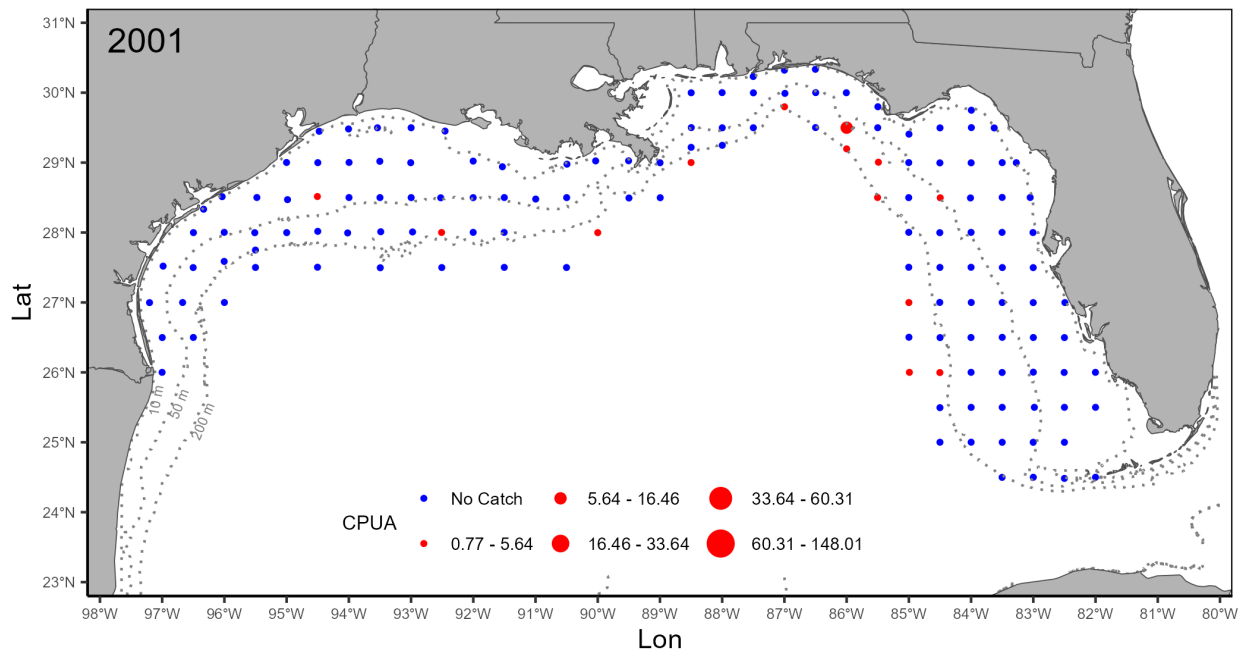 2001
Lat
31°N
30°N
29°N
28°N
27°N
26°N
25°N
24°N
23°N
10 m
50 m
200 m
CPUA
No Catch
5.64 - 16.46
33.64 - 60.31
0.77 - 5.64
16.46 - 33.64
60.31 - 148.01
98°W 97°W 96°W 95°W 94°W 93°W 92°W 91°W 90°W 89°W 88°W 87°W 86°W 85°W 84°W 83°W 82°W 81°W 80°W
Lon